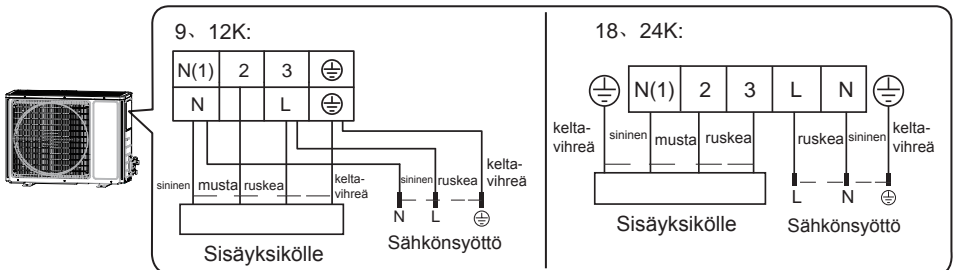 9、12K:
N(1) 2 3
N L
sininen musta ruskea kelta-
vihreä
sininen ruskea kelta-
vihreä
N L
Sisäyksikölle
Sähkönsyöttö
18、24K:
N(1) 2 3 L N
kelta-
vihreä
sininen musta ruskea
ruskea sininen kelta-
vihreä
L N
Sisäyksikölle
Sähkönsyöttö